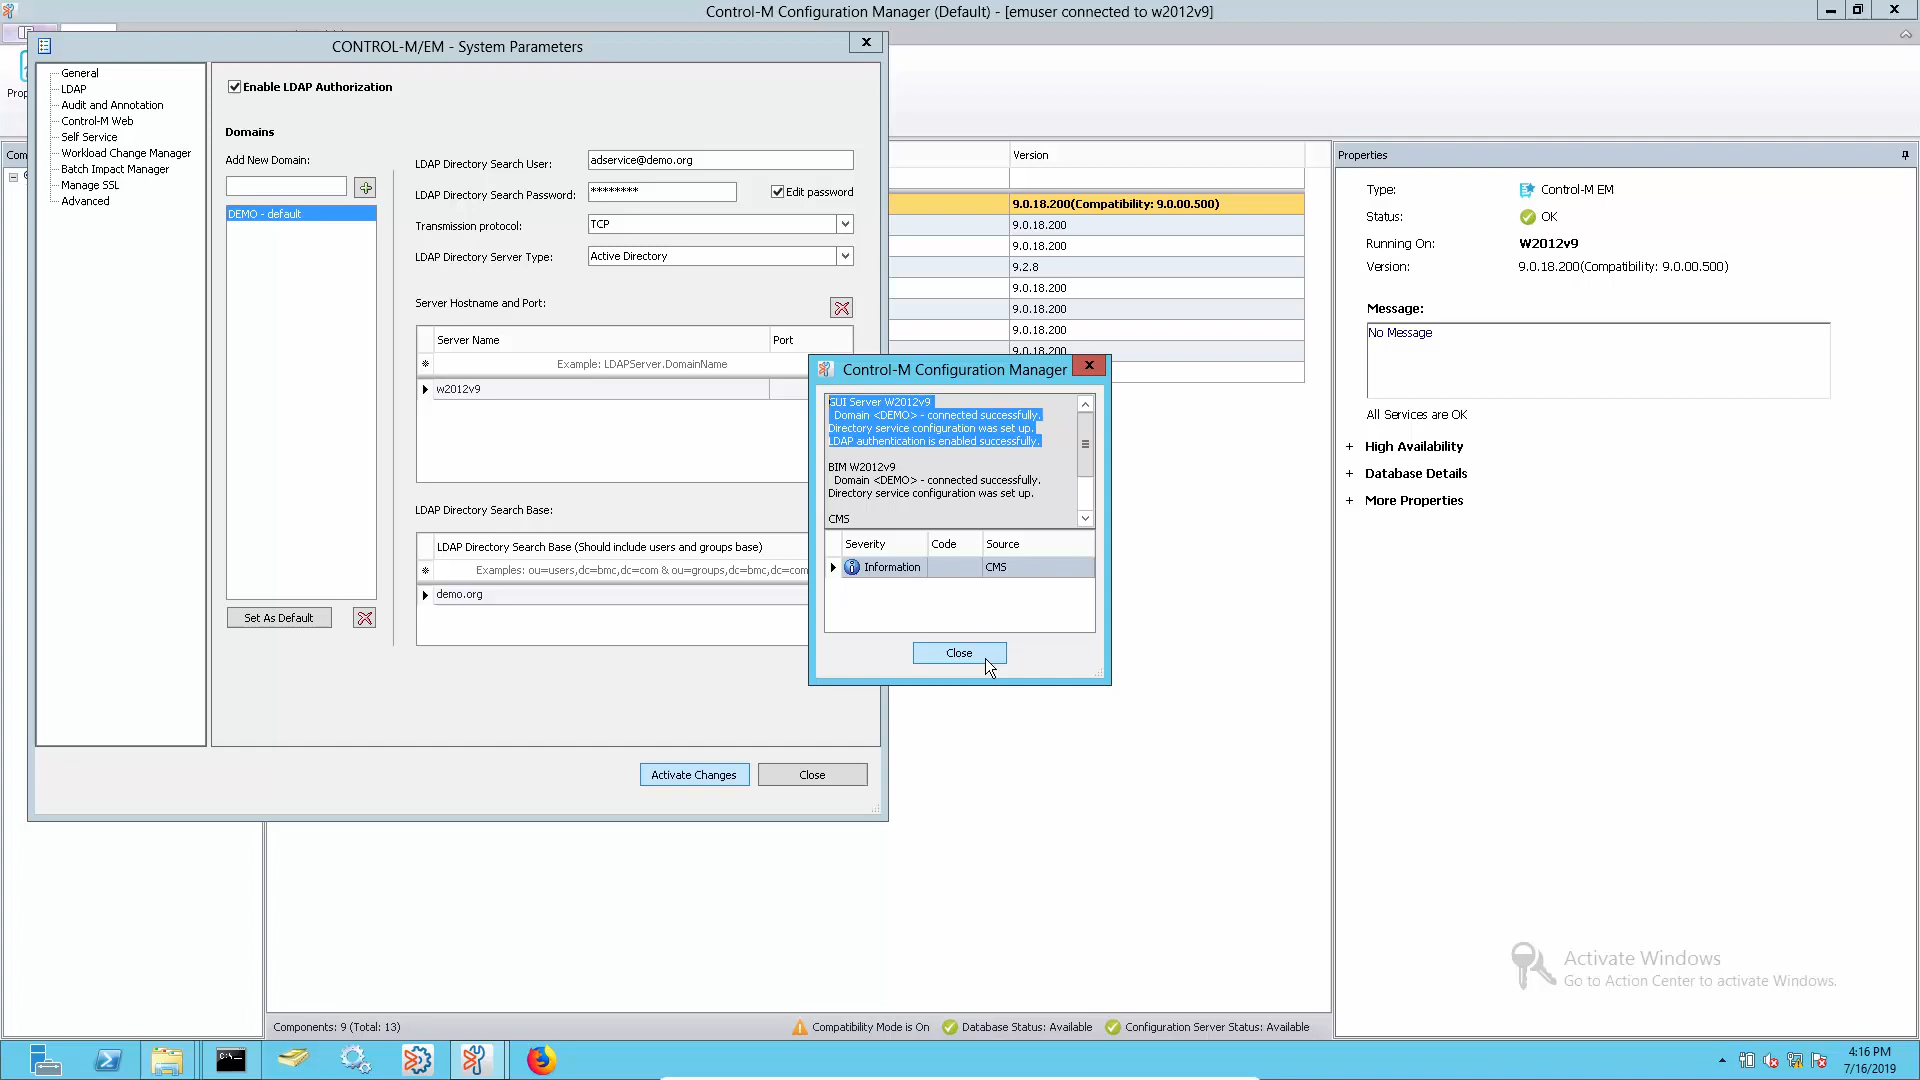 Control-M Configuration Manager (Default) - [emuser connected to w2012v9]
CONTROL-M/EM - System Parameters
General
LDAP
Audit and Annotation
Control-M Web
Self Service
Workload Change Manager
Batch Impact Manager
Manage SSL
Advanced
Prop
Com
Enable LDAP Authorization
Domains
Add New Domain:
DEMO - default
Set As Default
LDAP Directory Search User:
adservice@demo.org
LDAP Directory Search Password:
********
Edit password
Transmission protocol:
TCP
LDAP Directory Server Type:
Active Directory
Server Hostname and Port:
Server Name
Port
Example: LDAPServer.DomainName
w2012v9
LDAP Directory Search Base:
LDAP Directory Search Base (Should include users and groups base)
Examples: ou=users,dc=bmc,dc=com & ou=groups,dc=bmc,dc=com
demo.org
Activate Changes
Close
Version
9.0.18.200(Compatibility: 9.0.00.500)
9.0.18.200
9.0.18.200
9.2.8
9.0.18.200
9.0.18.200
9.0.18.200
9.0.18.200
Control-M Configuration Manager
GUI Server W2012v9
Domain <DEMO> - connected successfully.
Directory service configuration was set up.
LDAP authentication is enabled successfully.
BIM W2012v9
Domain <DEMO> - connected successfully.
Directory service configuration was set up.
CMS
Severity
Code
Source
Information
CMS
Close
Properties
Type:
Control-M EM
Status:
OK
Running On:
W2012v9
Version:
9.0.18.200(Compatibility: 9.0.00.500)
Message:
No Message
All Services are OK
+ High Availability
+ Database Details
+ More Properties
Activate Windows
Go to Action Center to activate Windows.
Components: 9 (Total: 13)
Compatibility Mode is On
Database Status: Available
Configuration Server Status: Available
4:16 PM
7/16/2019